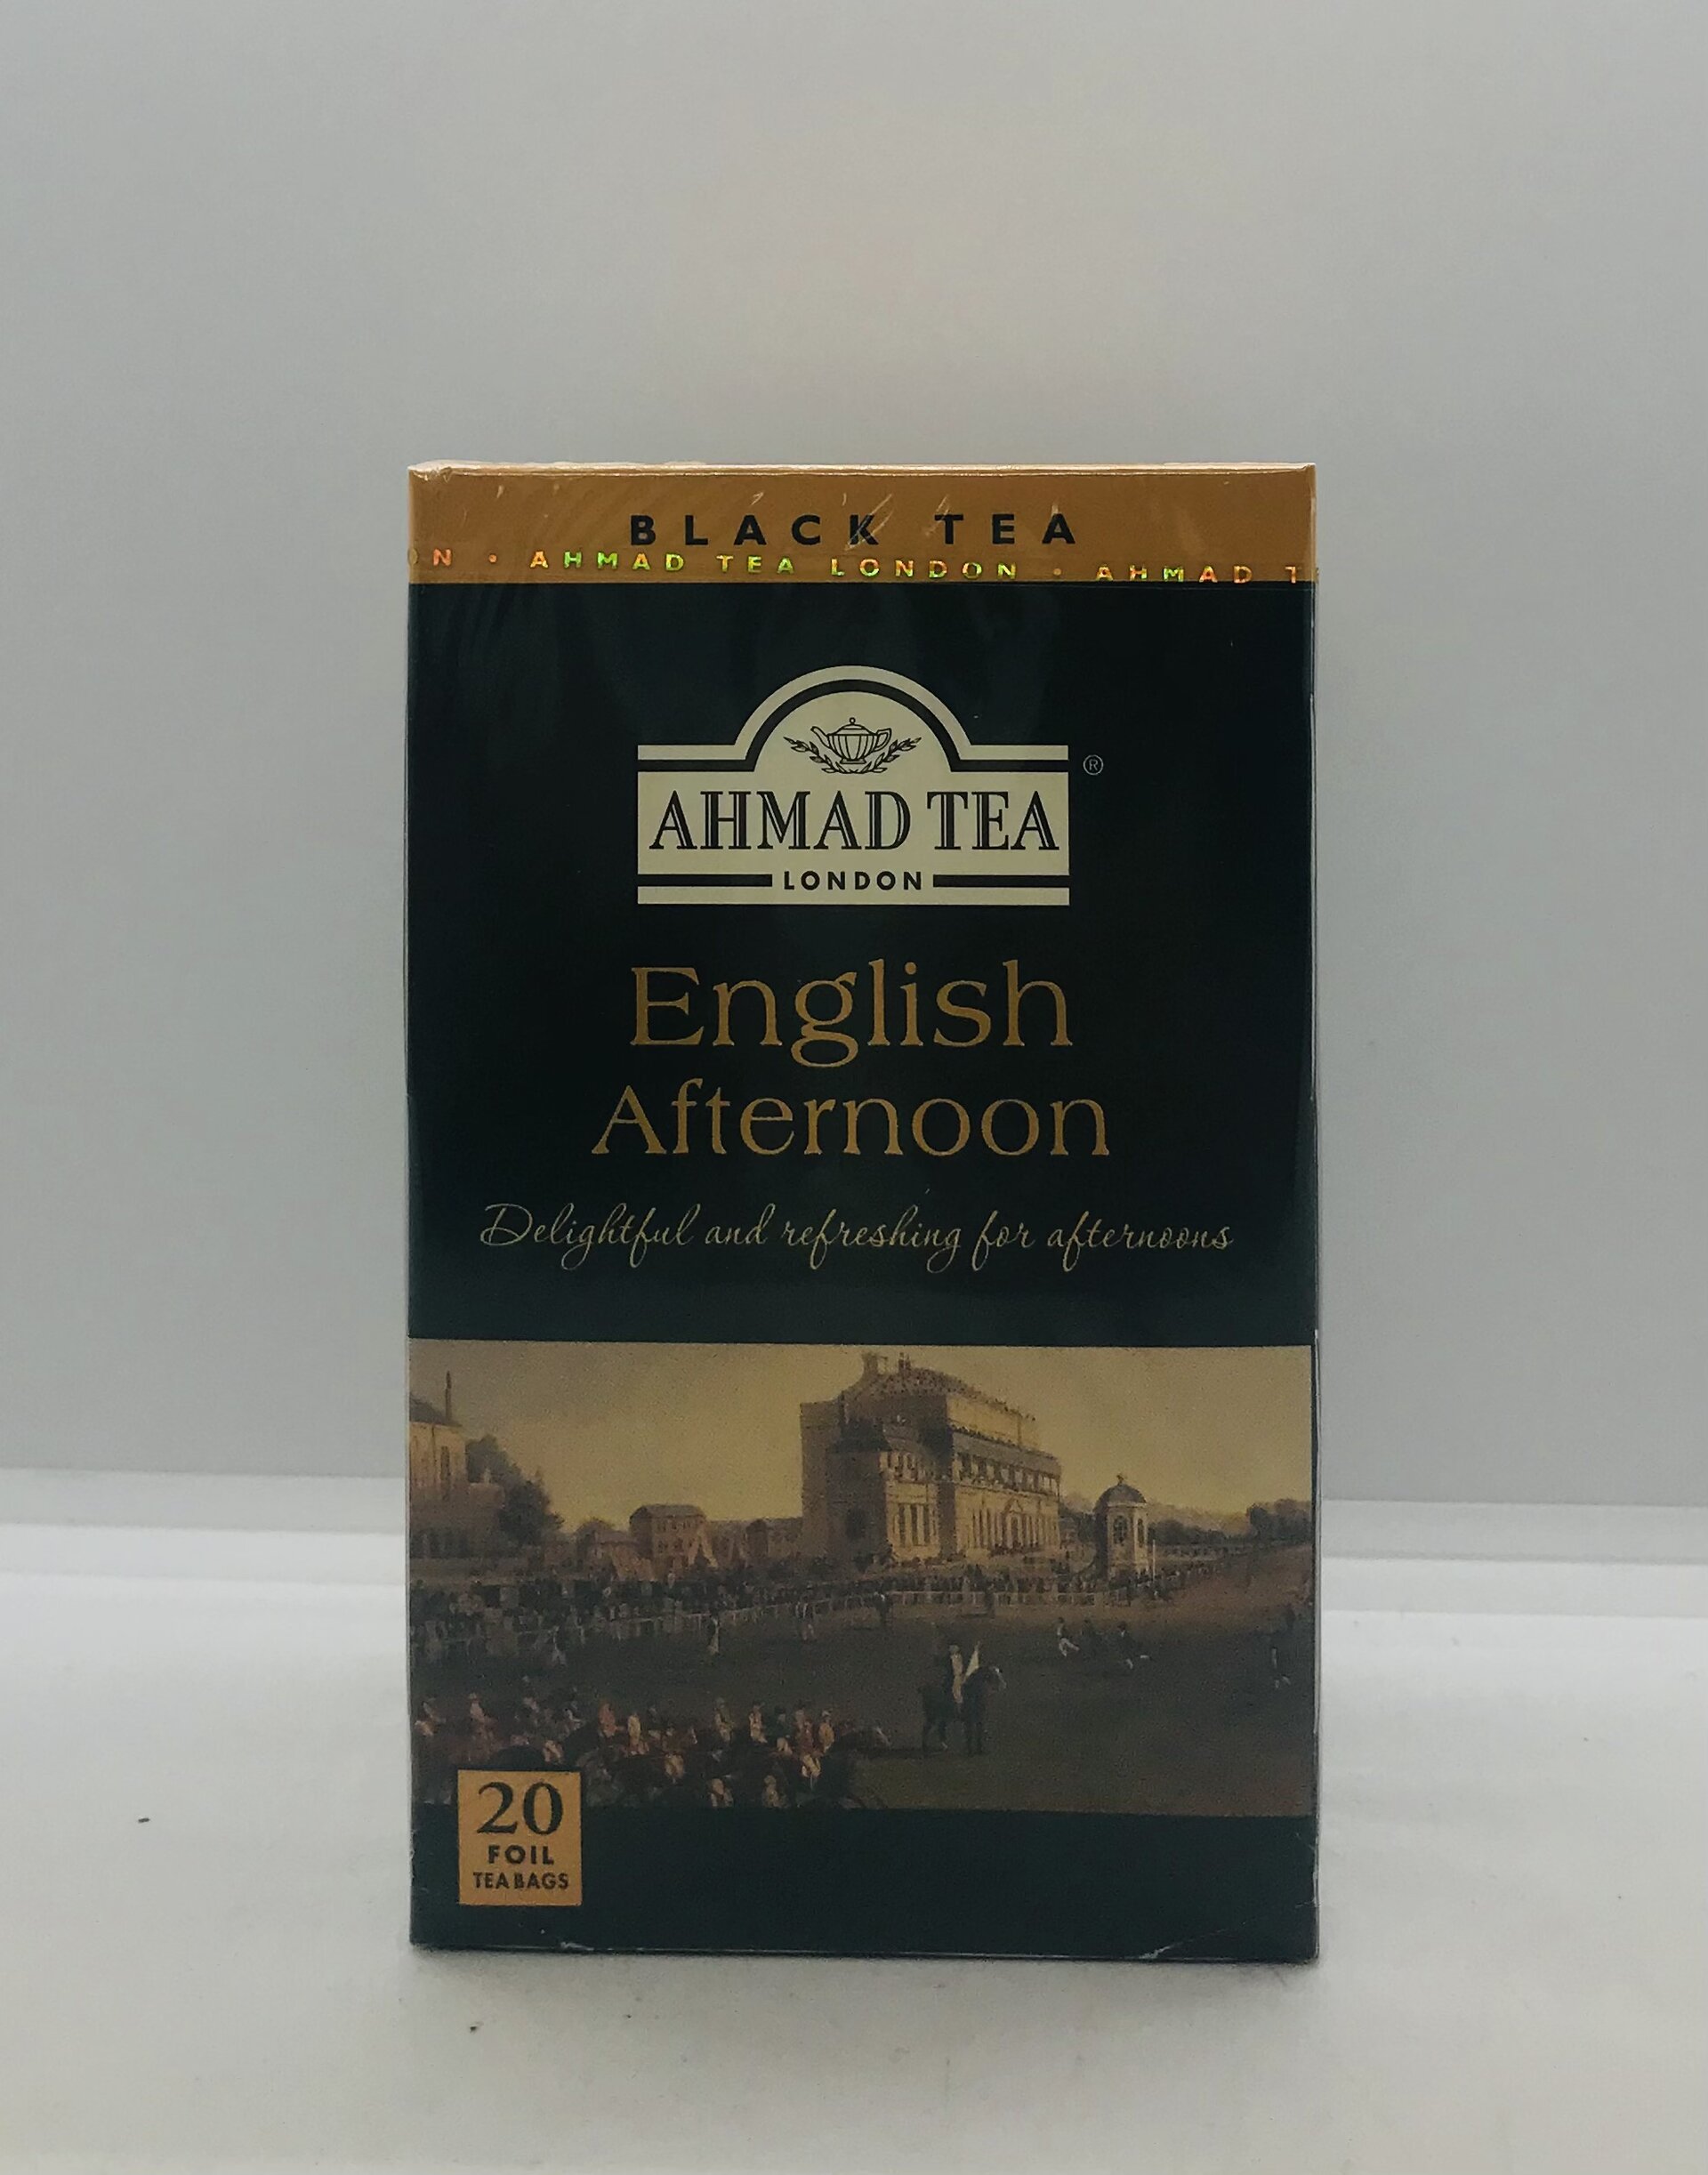 BLACK TEA
ON • AHMAD TEA LONDON • AHMAD T
AHMAD TEA ®
LONDON
English
Afternoon
Delightful and refreshing for afternoons
20
FOIL
TEA BAGS